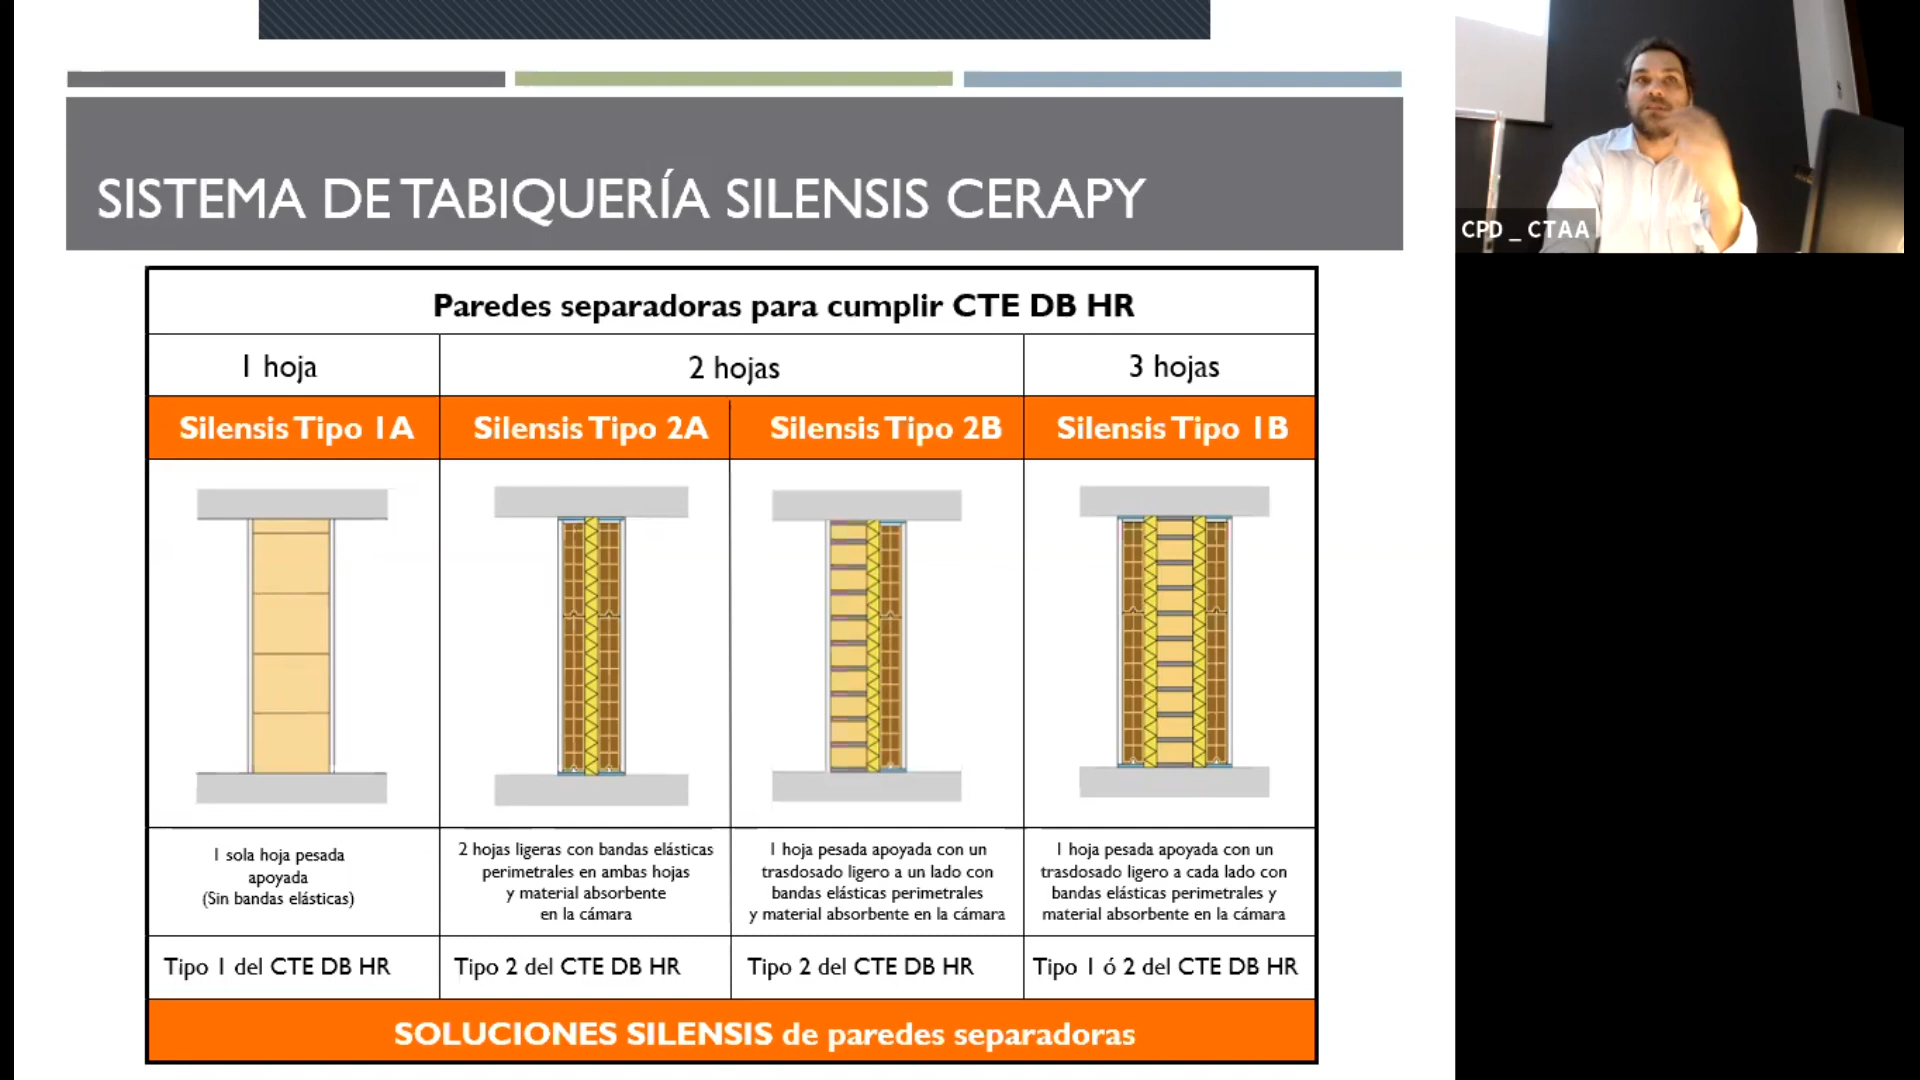 SISTEMA DE TABIQUERÍA SILENSIS CERAPY
CPD _ CTAA
Paredes separadoras para cumplir CTE DB HR
1 hoja
2 hojas
3 hojas
Silensis Tipo 1A
Silensis Tipo 2A
Silensis Tipo 2B
Silensis Tipo 1B
1 sola hoja pesada
apoyada
(Sin bandas elásticas)
2 hojas ligeras con bandas elásticas
perimetrales en ambas hojas
y material absorbente
en la cámara
1 hoja pesada apoyada con un
trasdosado ligero a un lado con
bandas elásticas perimetrales
y material absorbente en la cámara
1 hoja pesada apoyada con un
trasdosado ligero a cada lado con
bandas elásticas perimetrales y
material absorbente en la cámara
Tipo 1 del CTE DB HR
Tipo 2 del CTE DB HR
Tipo 2 del CTE DB HR
Tipo 1 ó 2 del CTE DB HR
SOLUCIONES SILENSIS de paredes separadoras